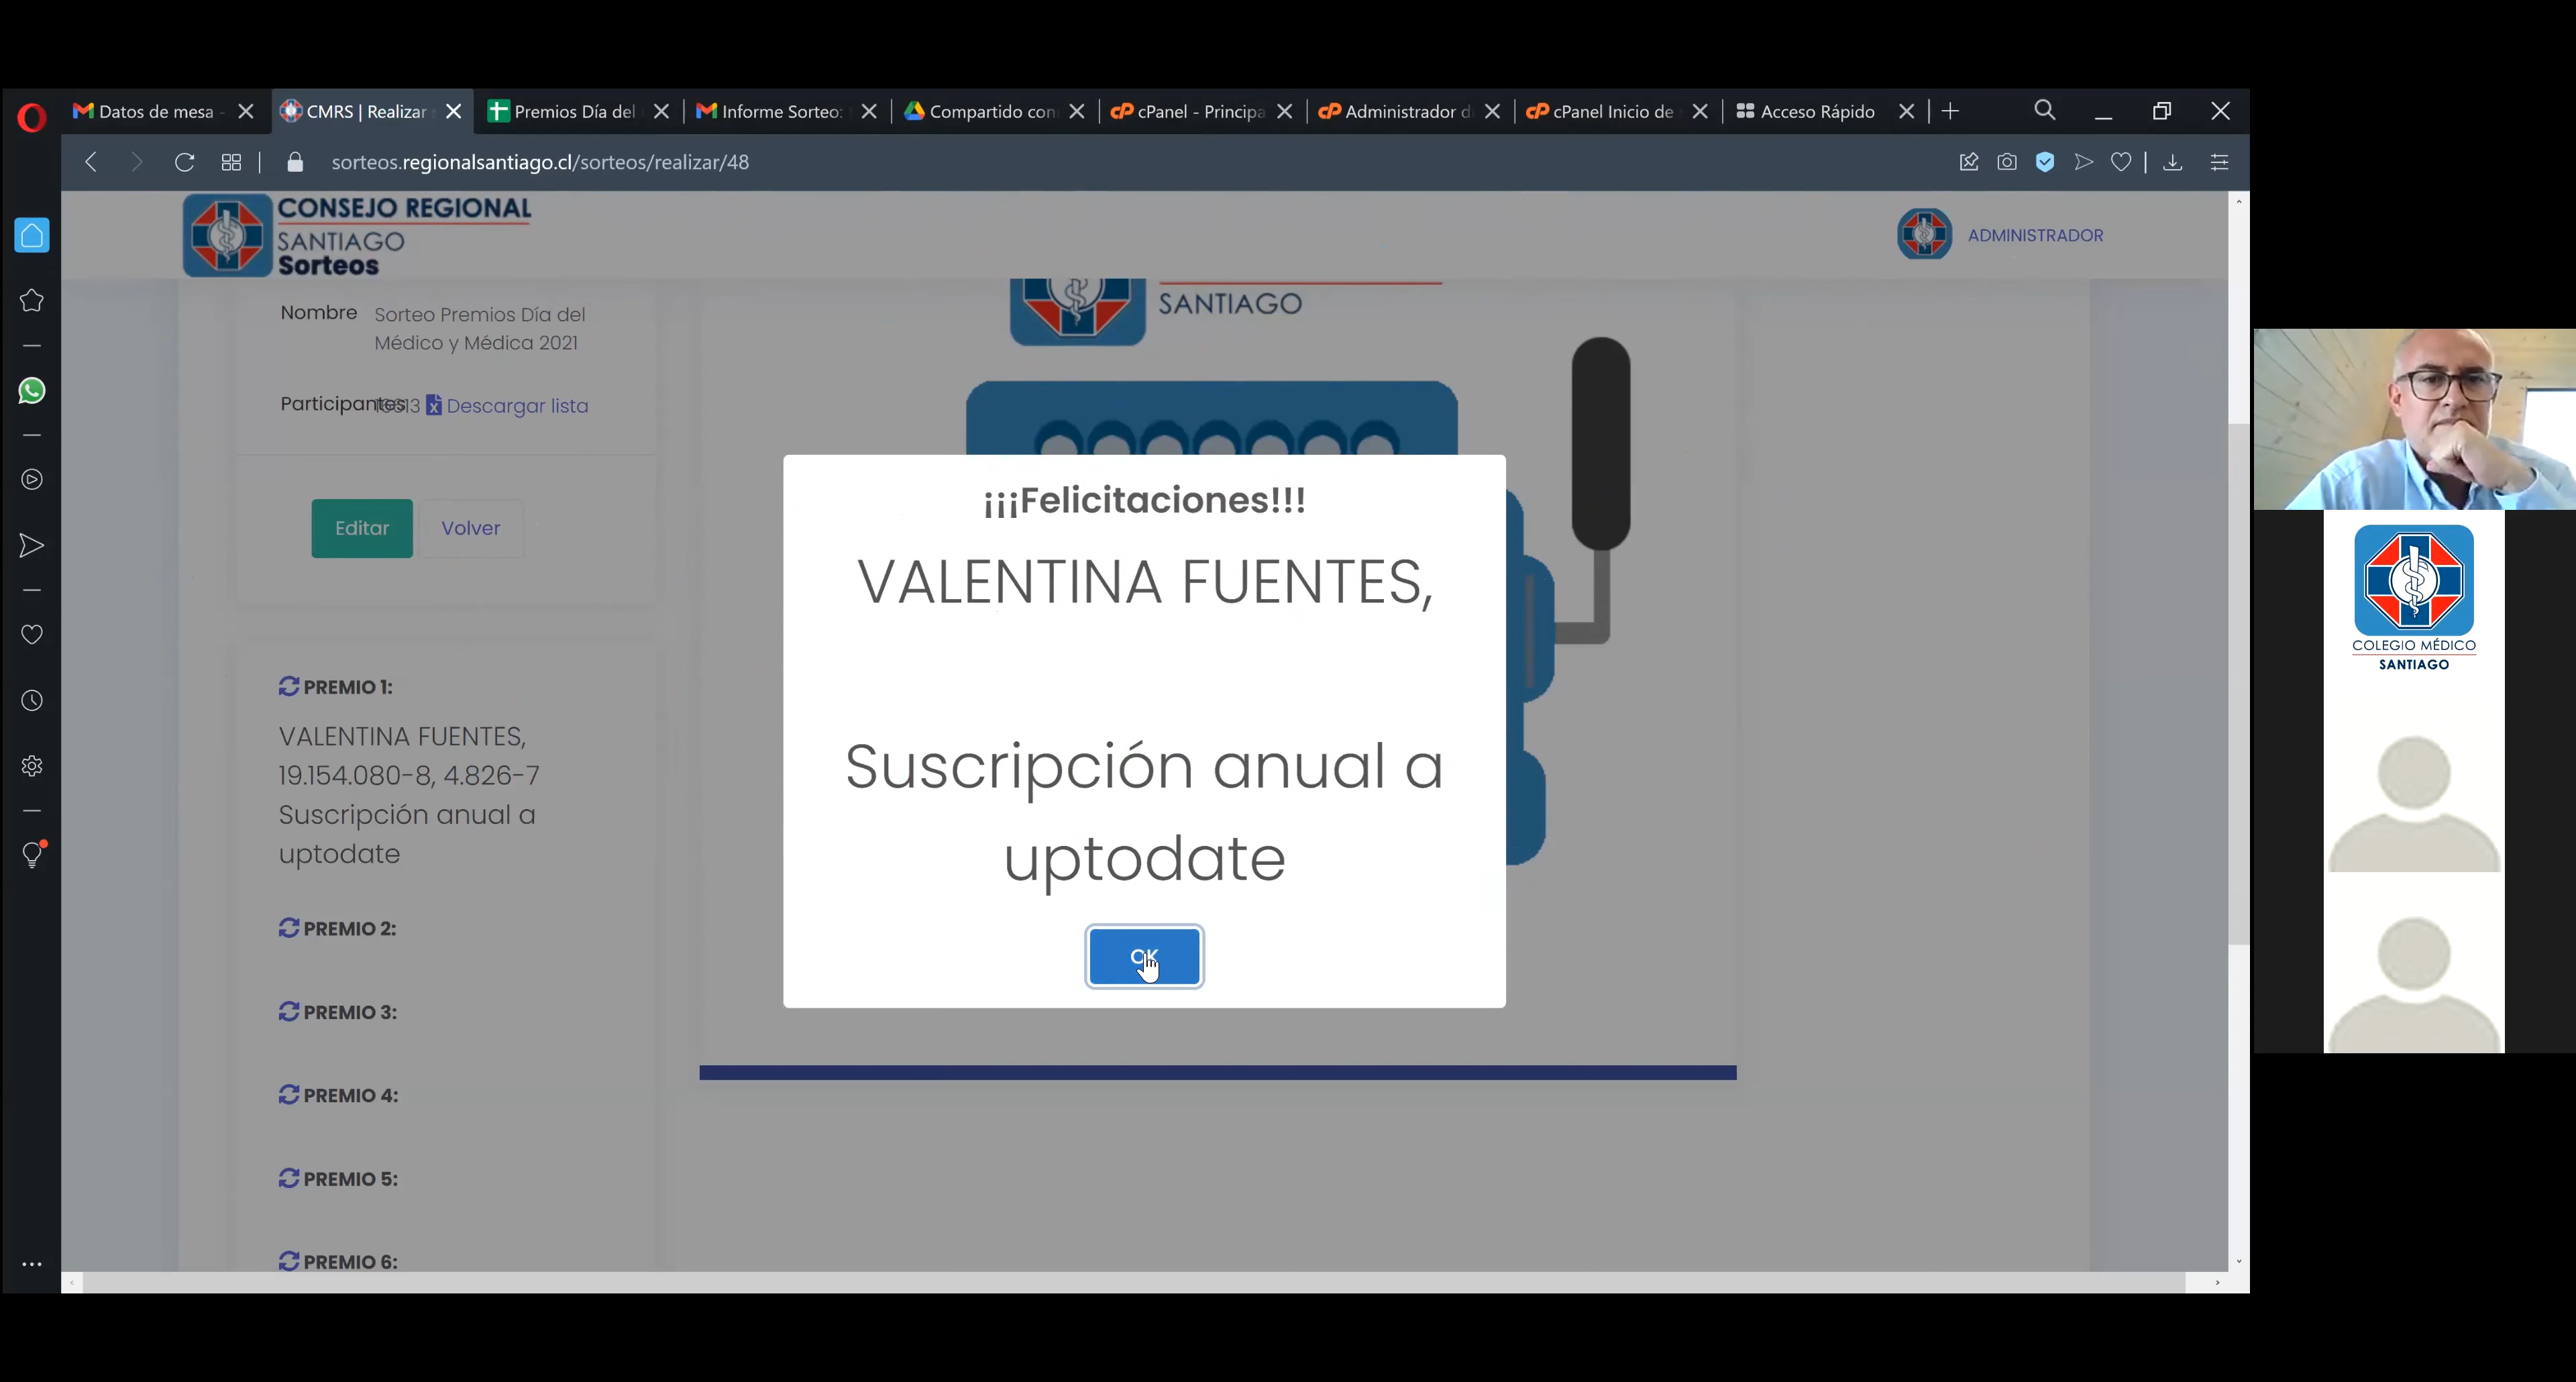 Datos de mesa -
CMRS | Realizar
Premios Día del
Informe Sorteo:
Compartido con
cPanel - Principa
Administrador d
cPanel Inicio de
Acceso Rápido
sorteos.regionalsantiago.cl/sorteos/realizar/48
CONSEJO REGIONAL
SANTIAGO
Sorteos
ADMINISTRADOR
Nombre Sorteo Premios Día del
Médico y Médica 2021
Participantes Descargar lista
Editar Volver
PREMIO 1:
VALENTINA FUENTES,
19.154.080-8, 4.826-7
Suscripción anual a
uptodate
PREMIO 2:
PREMIO 3:
PREMIO 4:
PREMIO 5:
PREMIO 6:
SANTIAGO
¡¡¡Felicitaciones!!!
VALENTINA FUENTES,
Suscripción anual a
uptodate
OK
COLEGIO MÉDICO
SANTIAGO